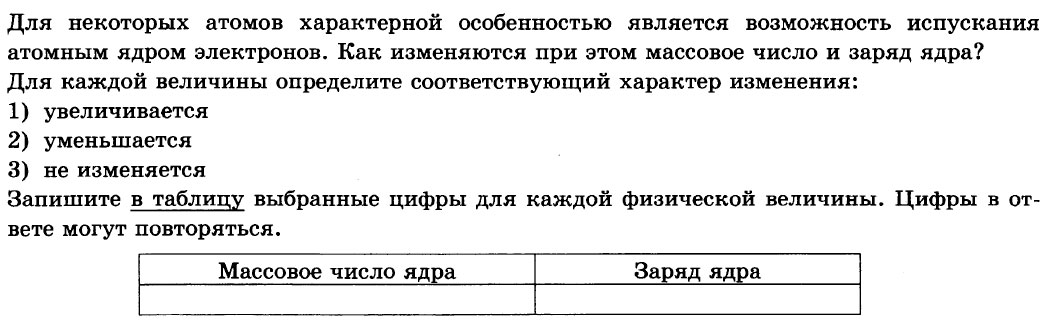 Для некоторых атомов характерной особенностью является возможность испускания
атомным ядром электронов. Как изменяются при этом массовое число и заряд ядра?
Для каждой величины определите соответствующий характер изменения:
1) увеличивается
2) уменьшается
3) не изменяется
Запишите в таблицу выбранные цифры для каждой физической величины. Цифры в от-
вете могут повторяться.
Массовое число ядра Заряд ядра